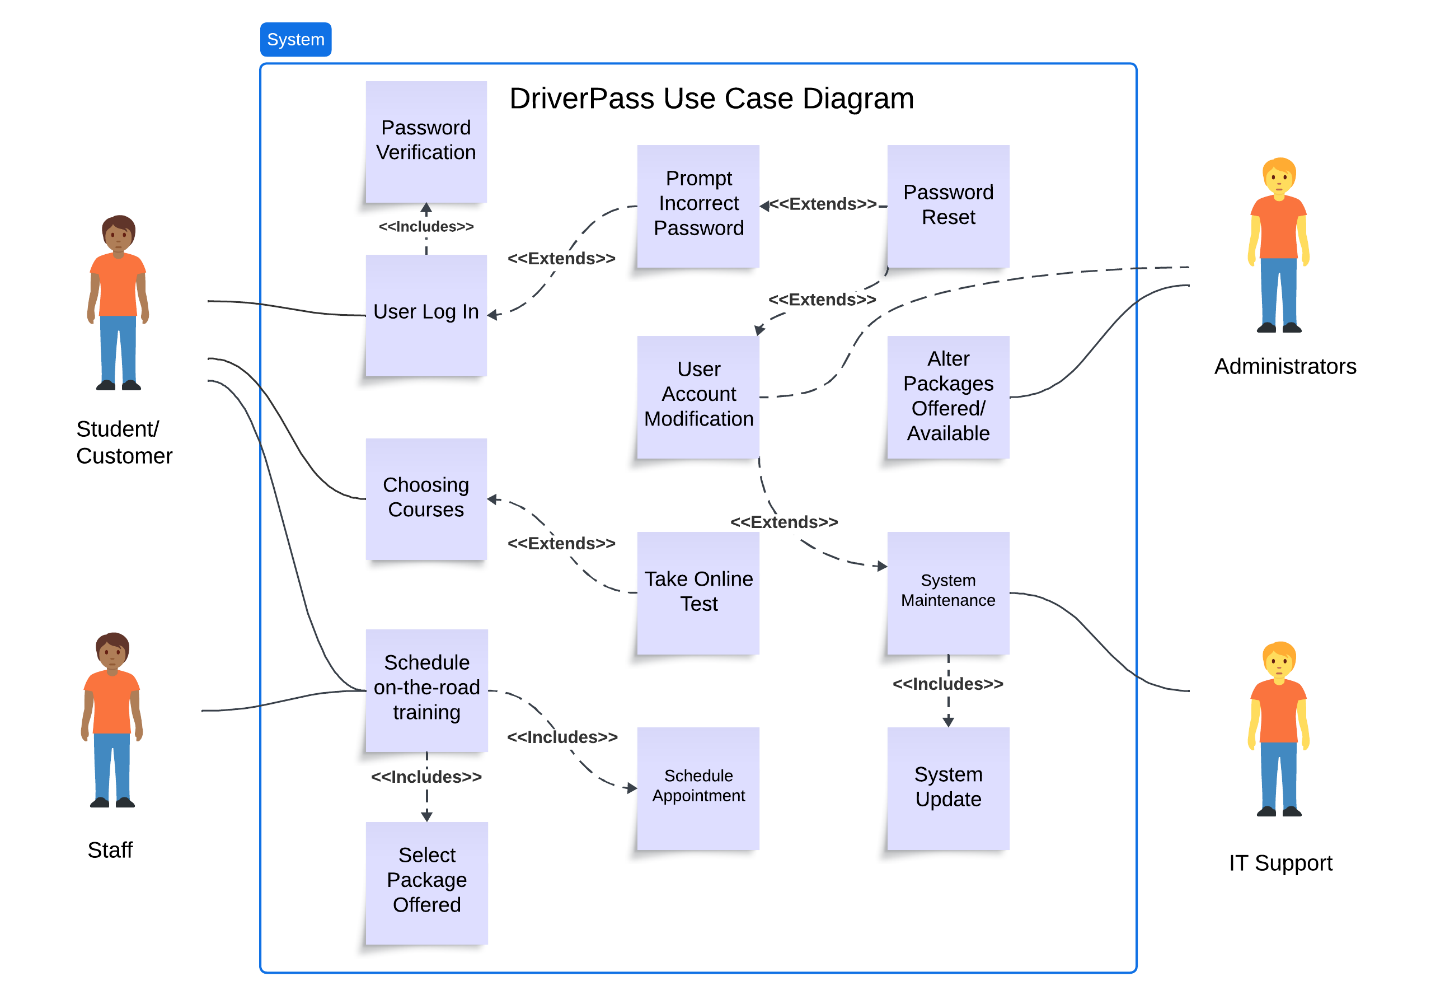 System
DriverPass Use Case Diagram
Password
Verification
<<Includes>>
User Log In
<<Extends>>
Prompt
Incorrect
Password
<<Extends>>
Password
Reset
<<Extends>>
User
Account
Modification
Alter
Packages
Offered/
Available
Administrators
Student/
Customer
Choosing
Courses
<<Extends>>
Take Online
Test
<<Extends>>
System
Maintenance
<<Includes>>
System
Update
Schedule
on-the-road
training
<<Includes>>
Schedule
Appointment
<<Includes>>
Select
Package
Offered
Staff
IT Support